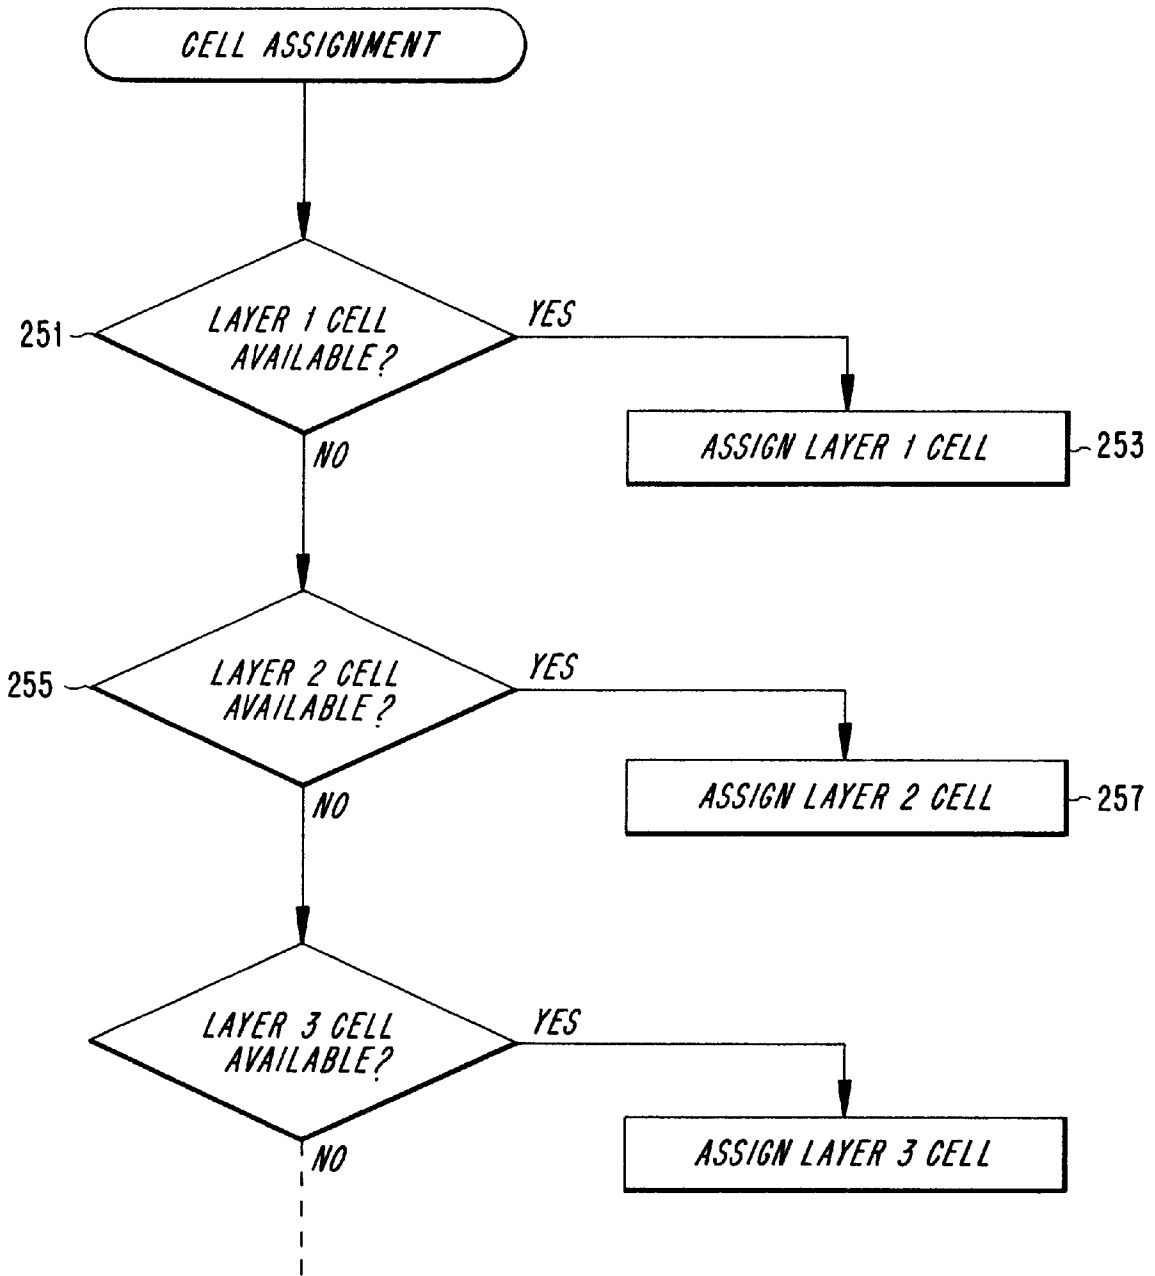 CELL ASSIGNMENT
LAYER 1 CELL
AVAILABLE?
251
YES
ASSIGN LAYER 1 CELL
253
NO
LAYER 2 CELL
AVAILABLE?
255
YES
ASSIGN LAYER 2 CELL
257
NO
LAYER 3 CELL
AVAILABLE?
YES
ASSIGN LAYER 3 CELL
NO